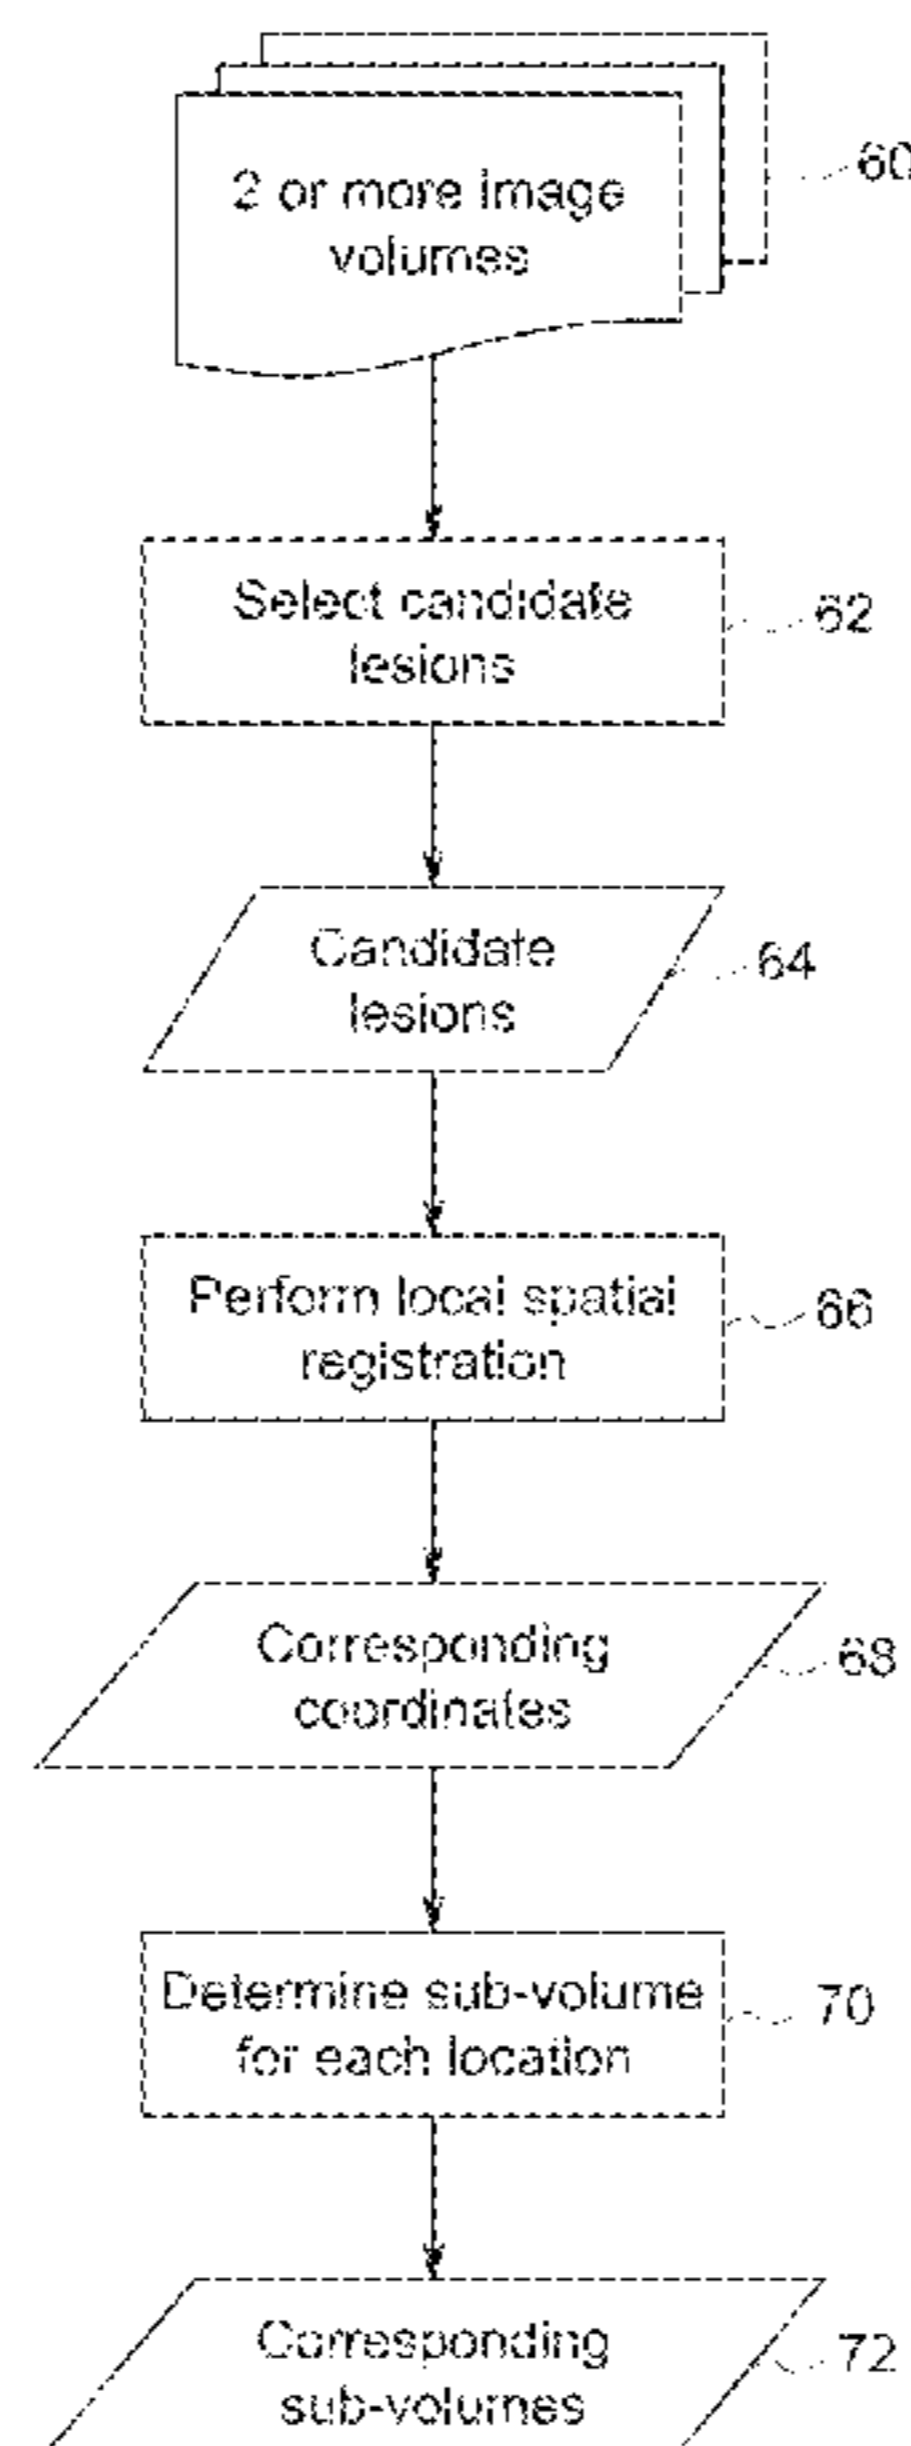 2 or more image
volumes
60
Select candidate
lesions
62
Candidate
lesions
64
Perform local spatial
registration
66
Corresponding
coordinates
68
Determine sub-volume
for each location
70
Corresponding
sub-volumes
72